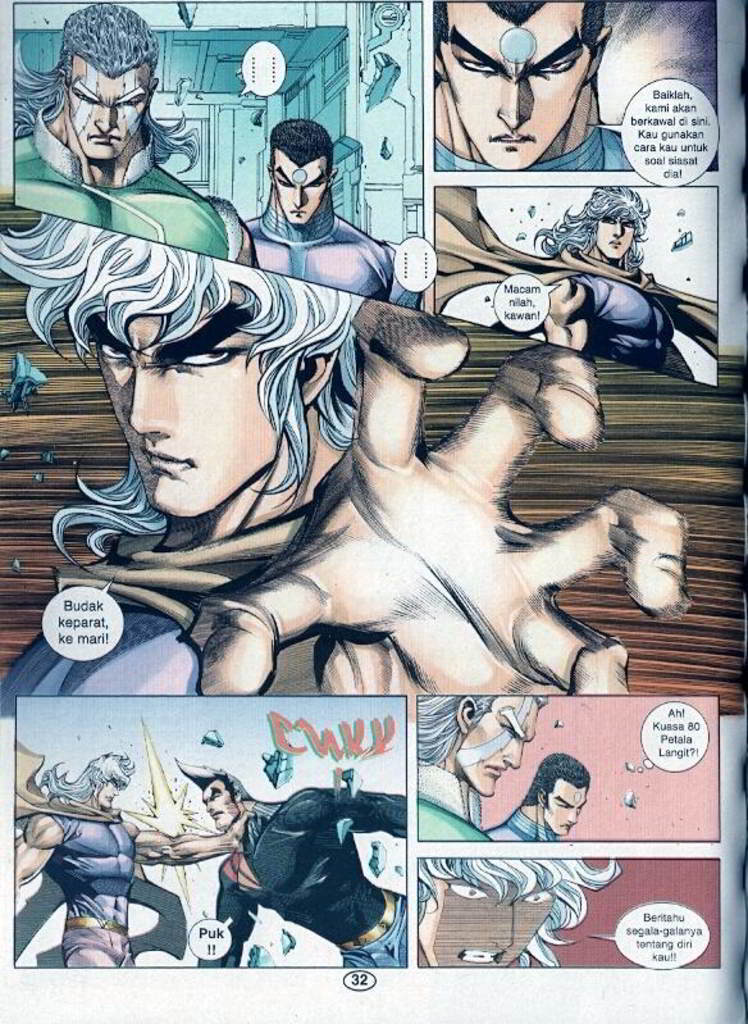 Baiklah,
kami akan
berkawal di sini.
Kau gunakan
cara kau untuk
soal siasat
dia!
Macam
nilah,
kawan!
Budak
keparat,
ke mari!
Puk
!!
Ah!
Kuasa 80
Petala
Langit?!
Beritahu
segala-galanya
tentang diri
kau!!
32